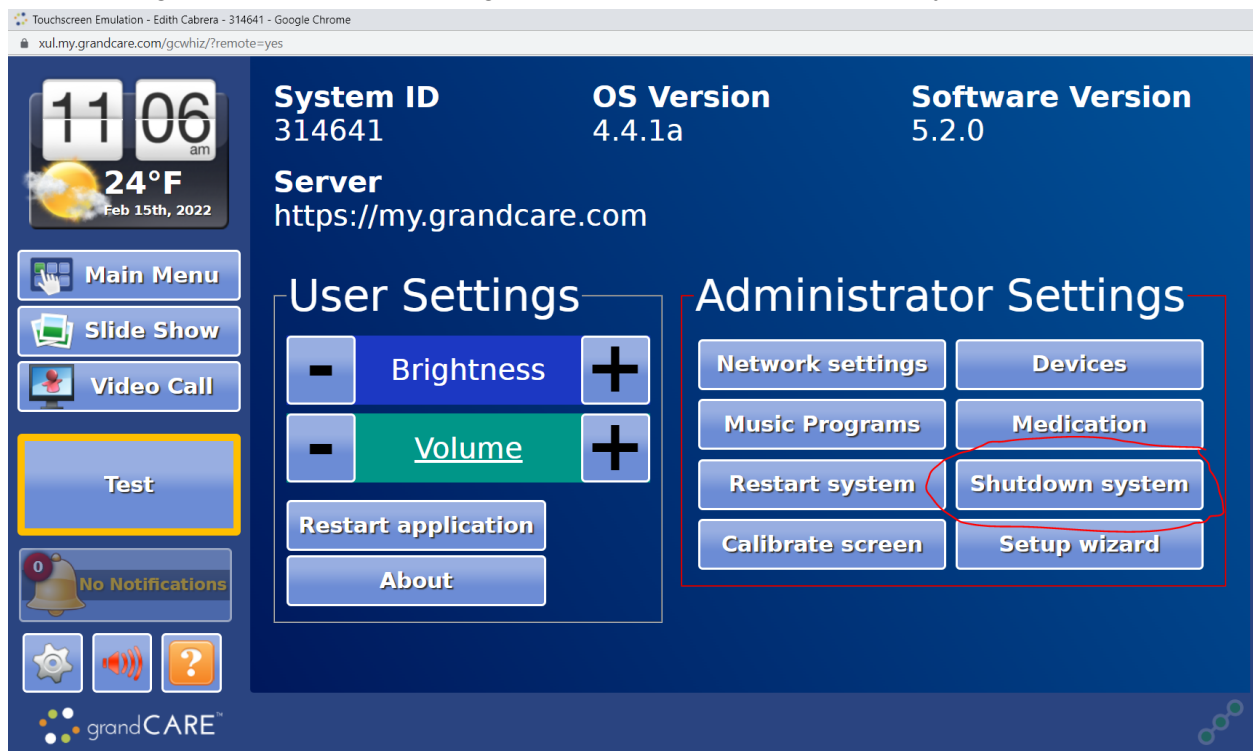 Touchscreen Emulation - Edith Cabrera - 314641 - Google Chrome
xul.my.grandcare.com/gcwhiz/?remote=yes
11 06
am
24°F
Feb 15th, 2022
Main Menu
Slide Show
Video Call
Test
0
No Notifications
?
grandCARE™
System ID
314641
OS Version
4.4.1a
Software Version
5.2.0
Server
https://my.grandcare.com
User Settings
- Brightness +
- Volume +
Restart application
About
Administrator Settings
Network settings
Devices
Music Programs
Medication
Restart system
Shutdown system
Calibrate screen
Setup wizard